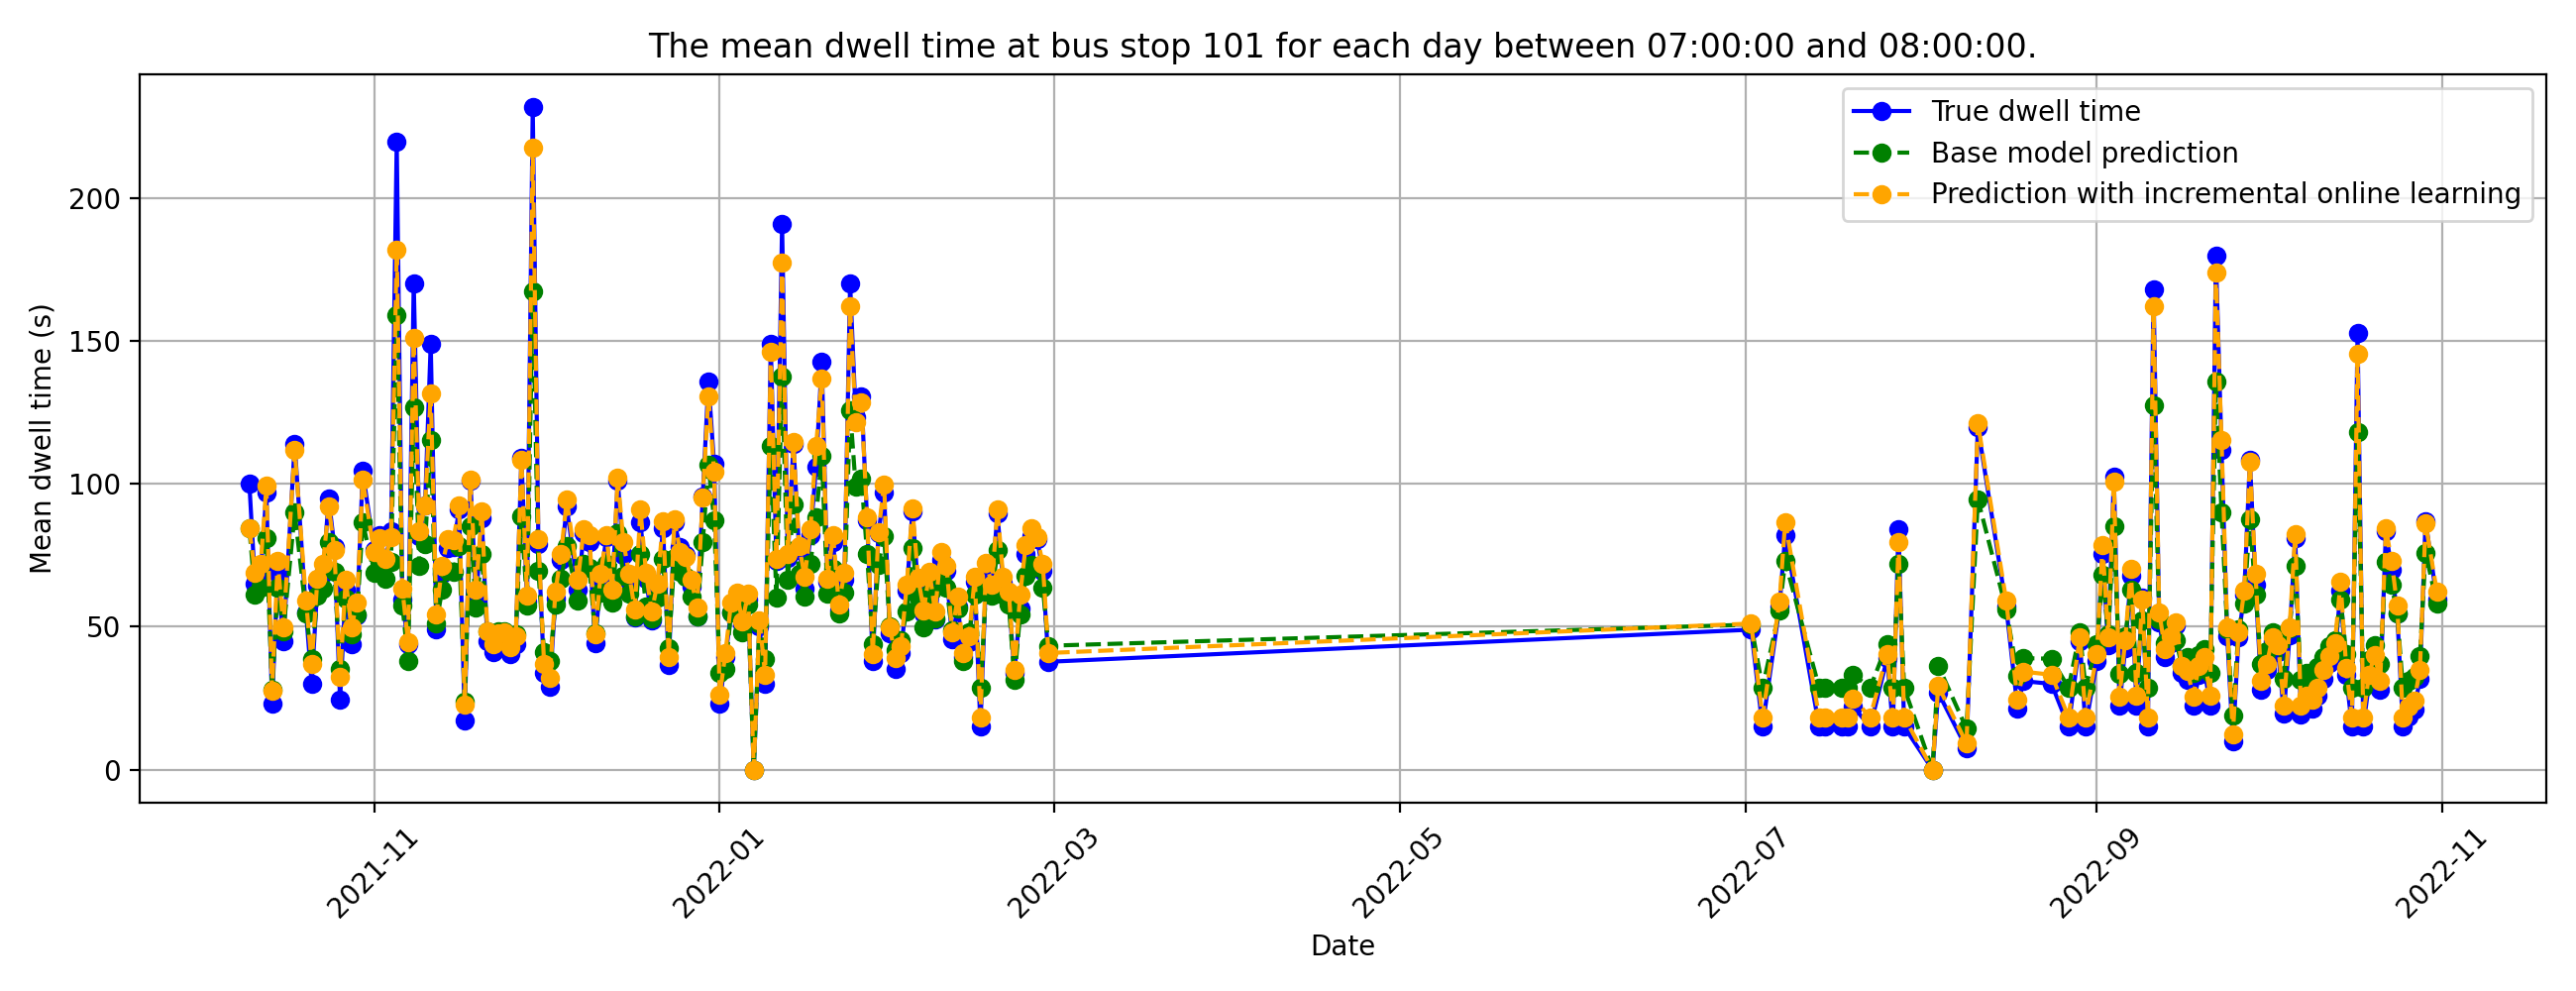 The mean dwell time at bus stop 101 for each day between 07:00:00 and 08:00:00.
True dwell time
Base model prediction
Prediction with incremental online learning
Mean dwell time (s)
200
150
100
50
0
2021-11
2022-01
2022-03
2022-05
2022-07
2022-09
2022-11
Date